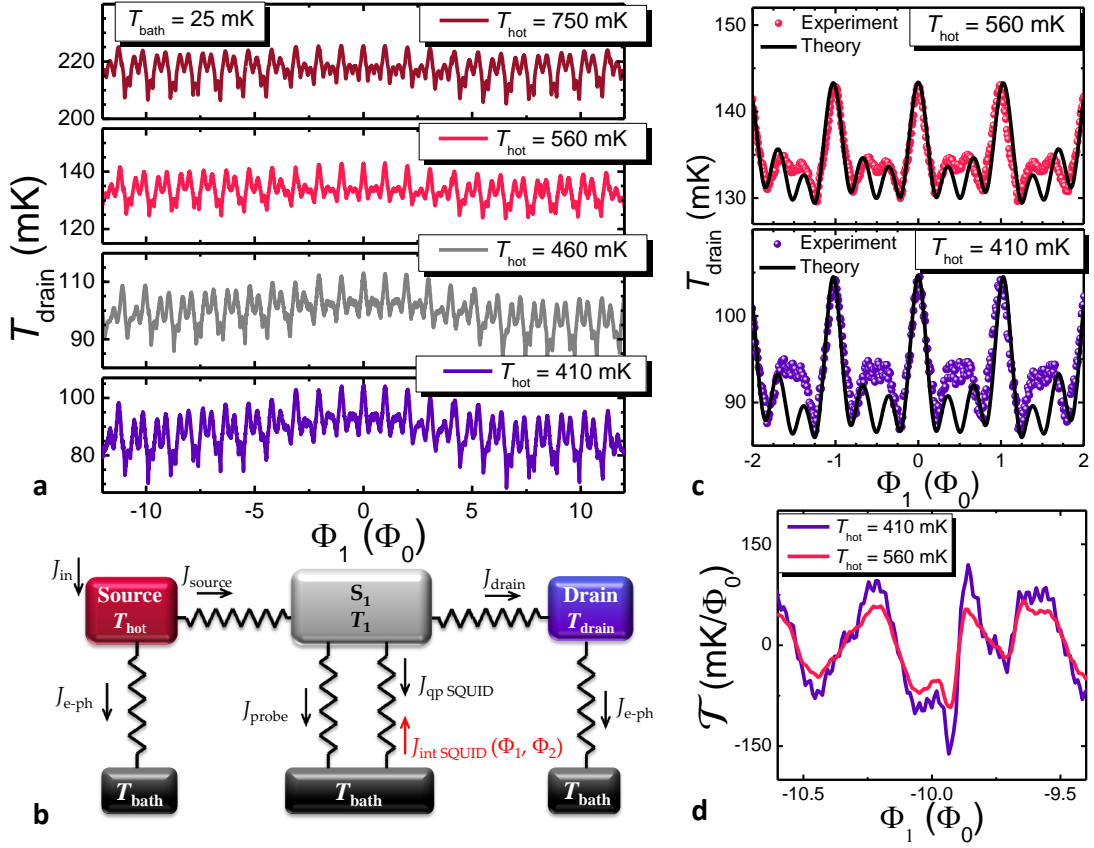 T_bath = 25 mK
T_hot = 750 mK
220
200
T_hot = 560 mK
140
120
T_hot = 460 mK
110
90
T_hot = 410 mK
100
80
T_drain (mK)
-10 -5 0 5 10
Φ_1 (Φ_0)
a
Experiment
Theory
T_hot = 560 mK
150
140
130
Experiment
Theory
T_hot = 410 mK
100
90
T_drain (mK)
-2 -1 0 1 2
Φ_1 (Φ_0)
c
J_in
J_source
J_drain
Source
T_hot
S_1
T_1
Drain
T_drain
J_e-ph
J_probe
J_qp SQUID
J_int SQUID (Φ_1, Φ_2)
J_e-ph
T_bath
T_bath
T_bath
b
T_hot = 410 mK
T_hot = 560 mK
150
0
-150
𝒯 (mK/Φ_0)
-10.5 -10.0 -9.5
Φ_1 (Φ_0)
d